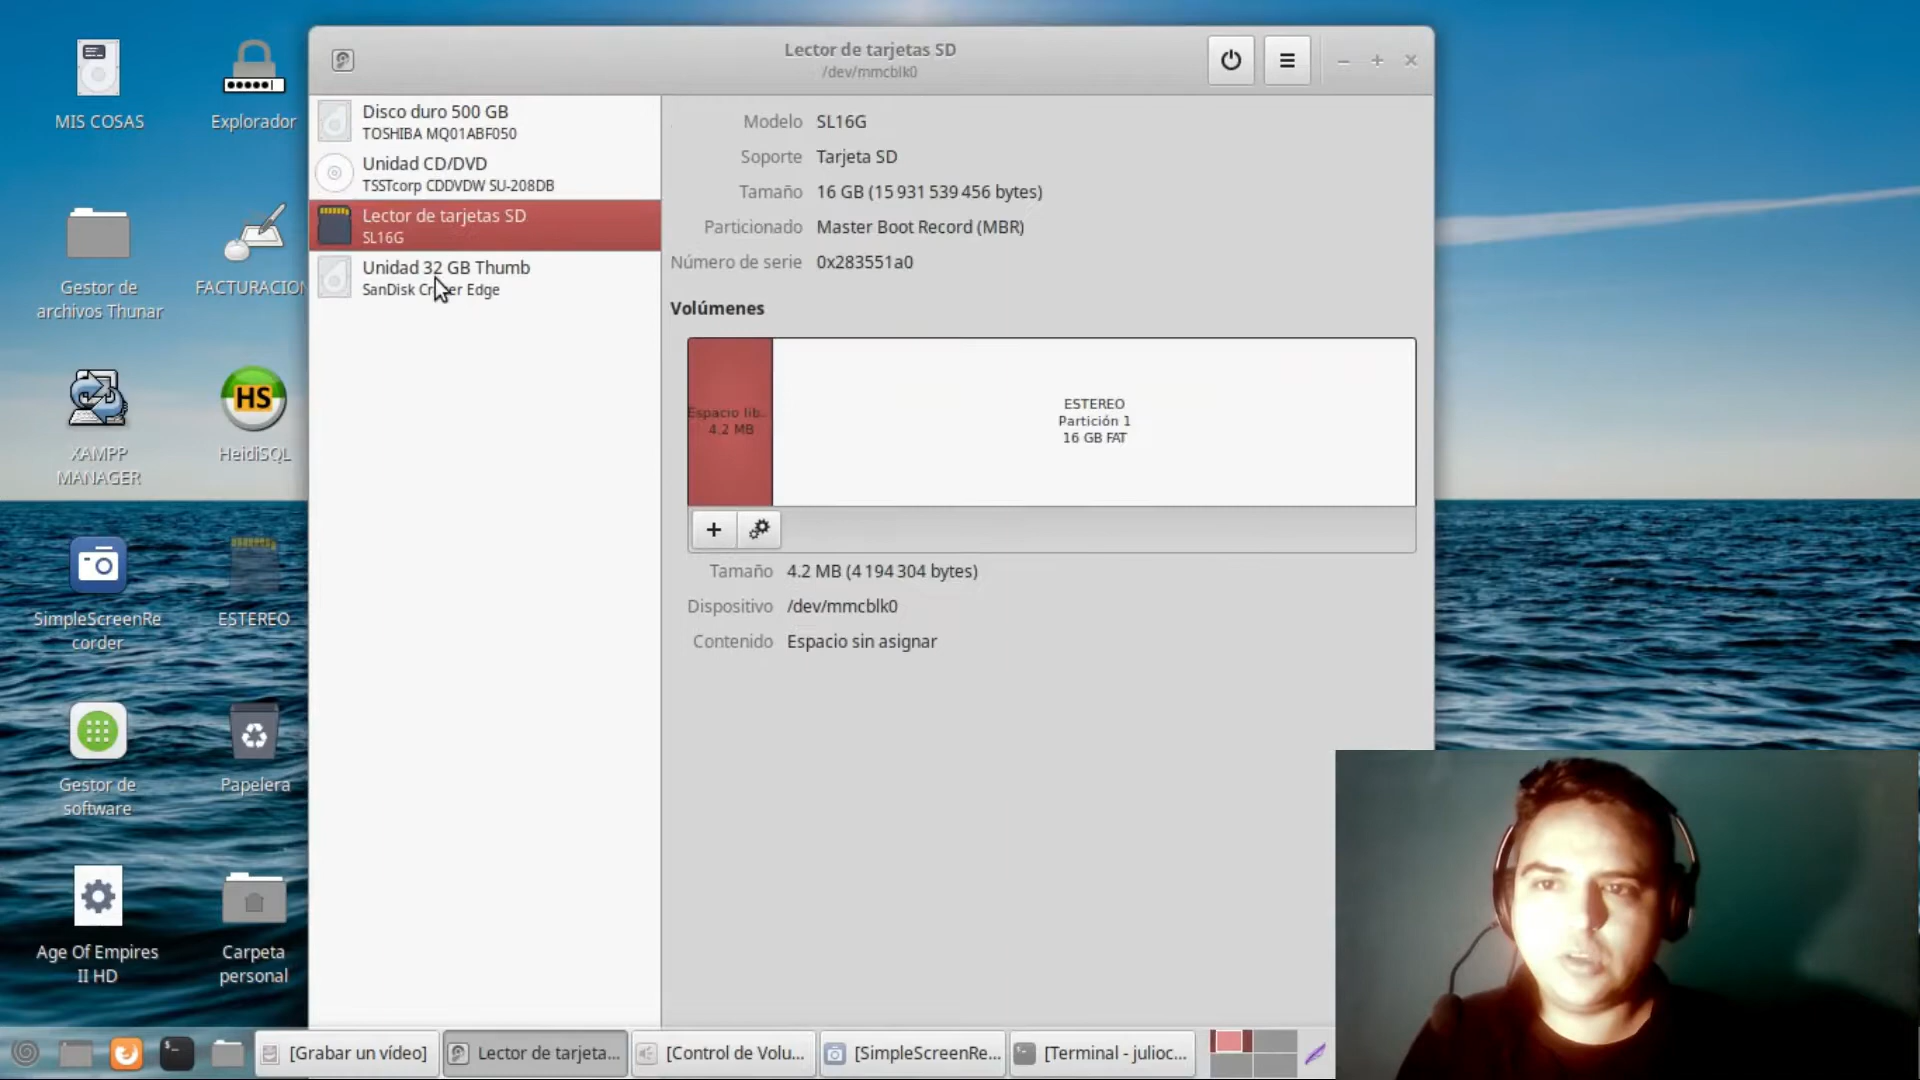 MIS COSAS
Explorador
Gestor de
archivos Thunar
FACTURACION
XAMPP
MANAGER
HeidiSQL
HS
SimpleScreenRe
corder
ESTEREO
Gestor de
software
Papelera
Age Of Empires
II HD
Carpeta
personal
Lector de tarjetas SD
/dev/mmcblk0
Disco duro 500 GB
TOSHIBA MQ01ABF050
Unidad CD/DVD
TSSTcorp CDDVDW SU-208DB
Lector de tarjetas SD
SL16G
Unidad 32 GB Thumb
SanDisk Cruzer Edge
Modelo SL16G
Soporte Tarjeta SD
Tamaño 16 GB (15 931 539 456 bytes)
Particionado Master Boot Record (MBR)
Número de serie 0x283551a0
Volúmenes
Espacio lib...
4.2 MB
ESTEREO
Partición 1
16 GB FAT
Tamaño 4.2 MB (4 194 304 bytes)
Dispositivo /dev/mmcblk0
Contenido Espacio sin asignar
[Grabar un vídeo]
Lector de tarjeta...
[Control de Volu...
[SimpleScreenRe...
[Terminal - julioc...